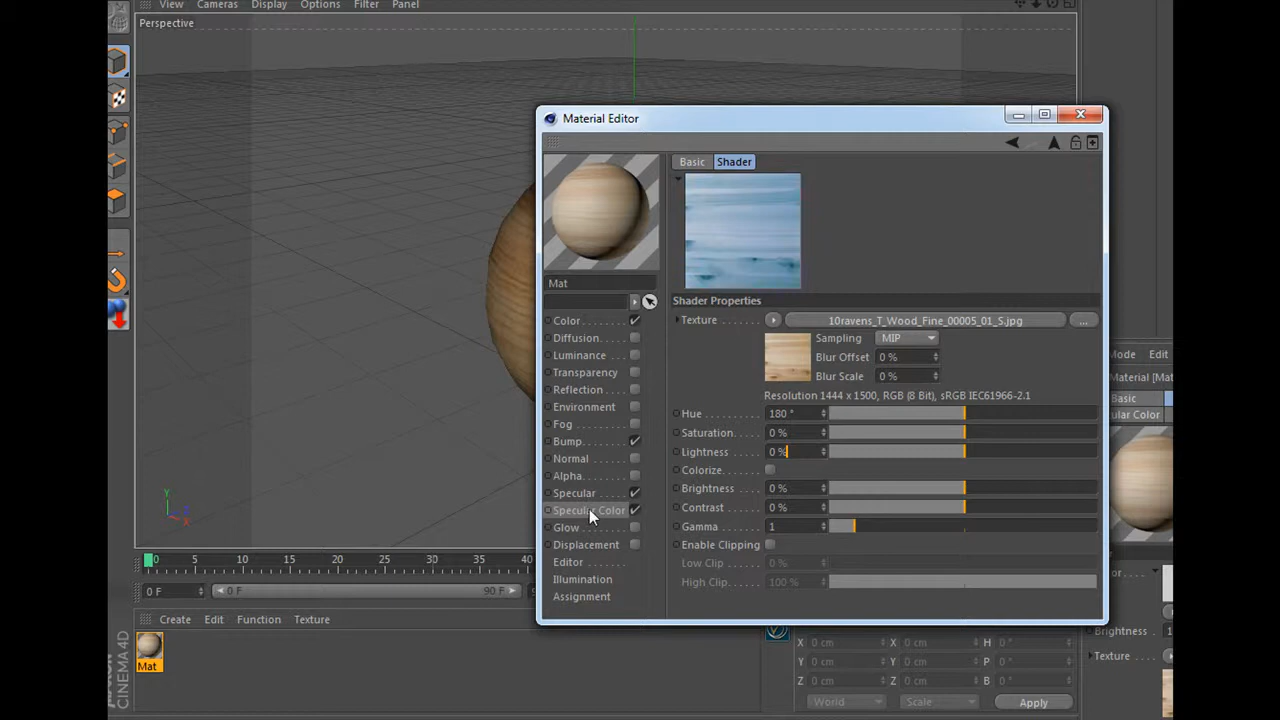 View Cameras Display Options Filter Panel
Perspective
Material Editor
Basic Shader
Mat
Shader Properties
Texture 10ravens_T_Wood_Fine_00005_01_S.jpg ...
Sampling MIP
Blur Offset 0 %
Blur Scale 0 %
Resolution 1444 x 1500, RGB (8 Bit), sRGB IEC61966-2.1
Hue 180 °
Saturation 0 %
Lightness 0 %
Colorize
Brightness 0 %
Contrast 0 %
Gamma 1
Enable Clipping
Low Clip 0 %
High Clip 100 %
Color
Diffusion
Luminance
Transparency
Reflection
Environment
Fog
Bump
Normal
Alpha
Specular
Specular Color
Glow
Displacement
Editor
Illumination
Assignment
Y
Z
X
0 5 10 15 20 25 30 35 40
0 F 0 F 90 F
Create Edit Function Texture
Mat
MAXON
CINEMA 4D
X 0 cm X 0 cm H 0 °
Y 0 cm Y 0 cm P 0 °
Z 0 cm Z 0 cm B 0 °
World Scale Apply
Mode Edit
Material [Mat
Basic
ular Color
or
Brightness 1
Texture